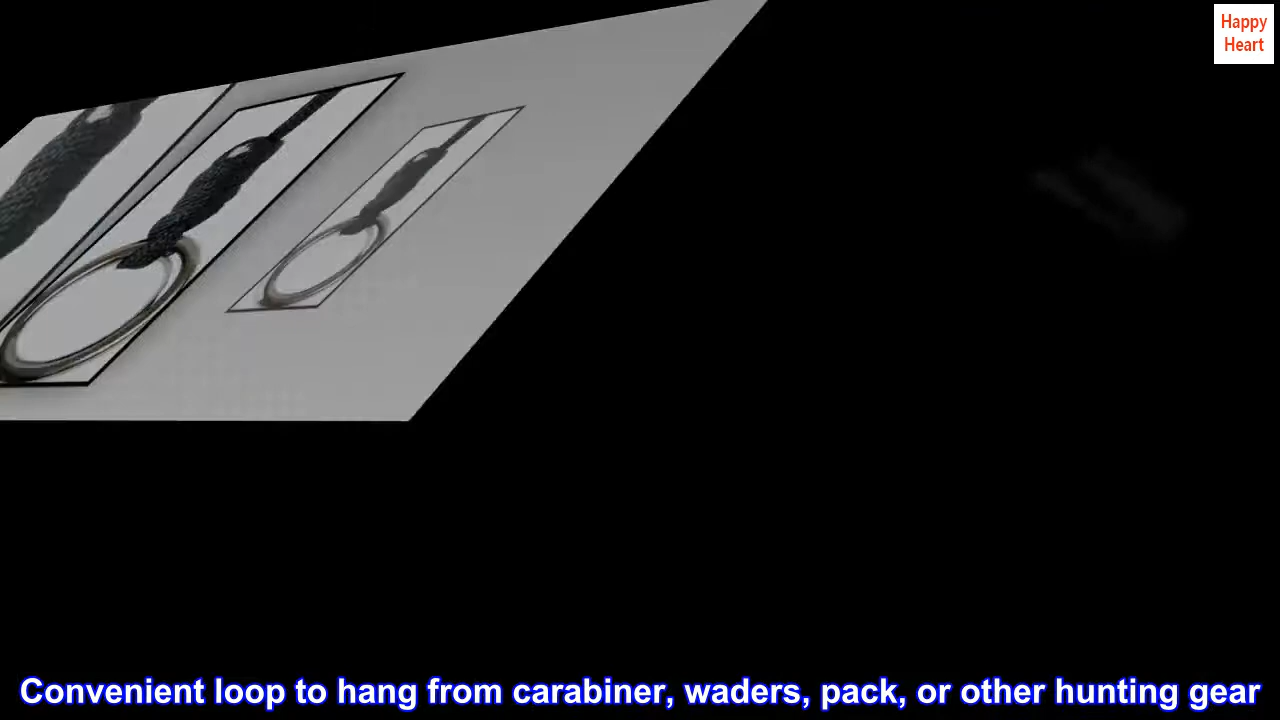 Happy
Heart
Convenient loop to hang from carabiner, waders, pack, or other hunting gear